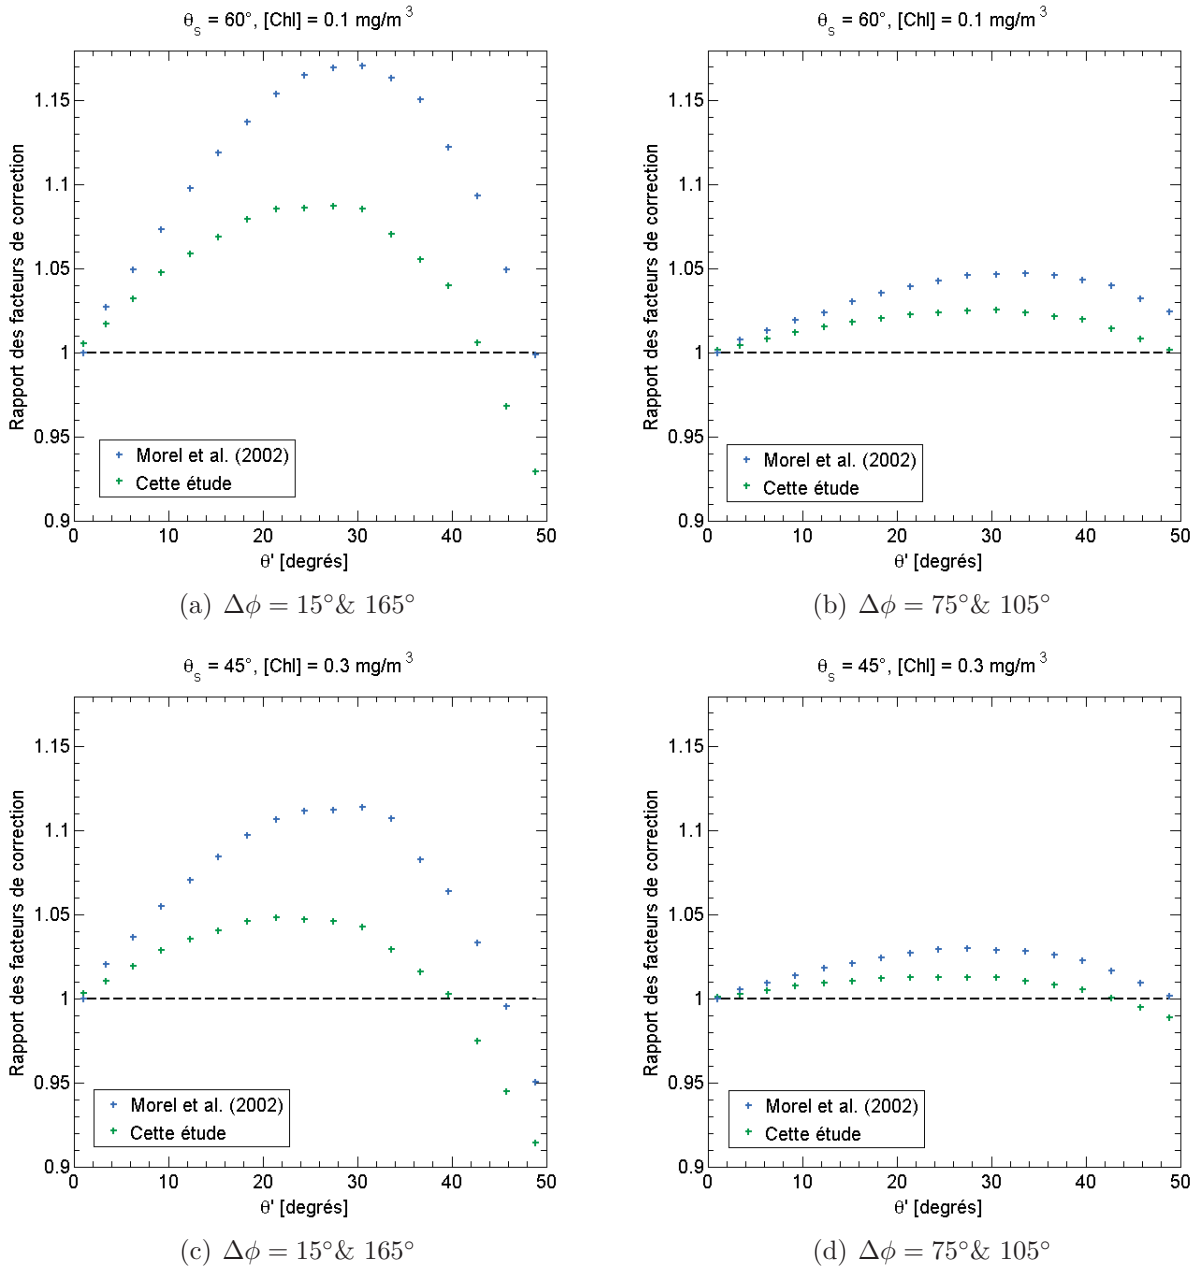 θs = 60°, [Chl] = 0.1 mg/m 3
Rapport des facteurs de correction
1.15
1.1
1.05
1
0.95
0.9
0 10 20 30 40 50
θ' [degrés]
Morel et al. (2002)
Cette étude
(a) Δϕ = 15°& 165°
θs = 60°, [Chl] = 0.1 mg/m 3
Rapport des facteurs de correction
1.15
1.1
1.05
1
0.95
0.9
0 10 20 30 40 50
θ' [degrés]
Morel et al. (2002)
Cette étude
(b) Δϕ = 75°& 105°
θs = 45°, [Chl] = 0.3 mg/m 3
Rapport des facteurs de correction
1.15
1.1
1.05
1
0.95
0.9
0 10 20 30 40 50
θ' [degrés]
Morel et al. (2002)
Cette étude
(c) Δϕ = 15°& 165°
θs = 45°, [Chl] = 0.3 mg/m 3
Rapport des facteurs de correction
1.15
1.1
1.05
1
0.95
0.9
0 10 20 30 40 50
θ' [degrés]
Morel et al. (2002)
Cette étude
(d) Δϕ = 75°& 105°